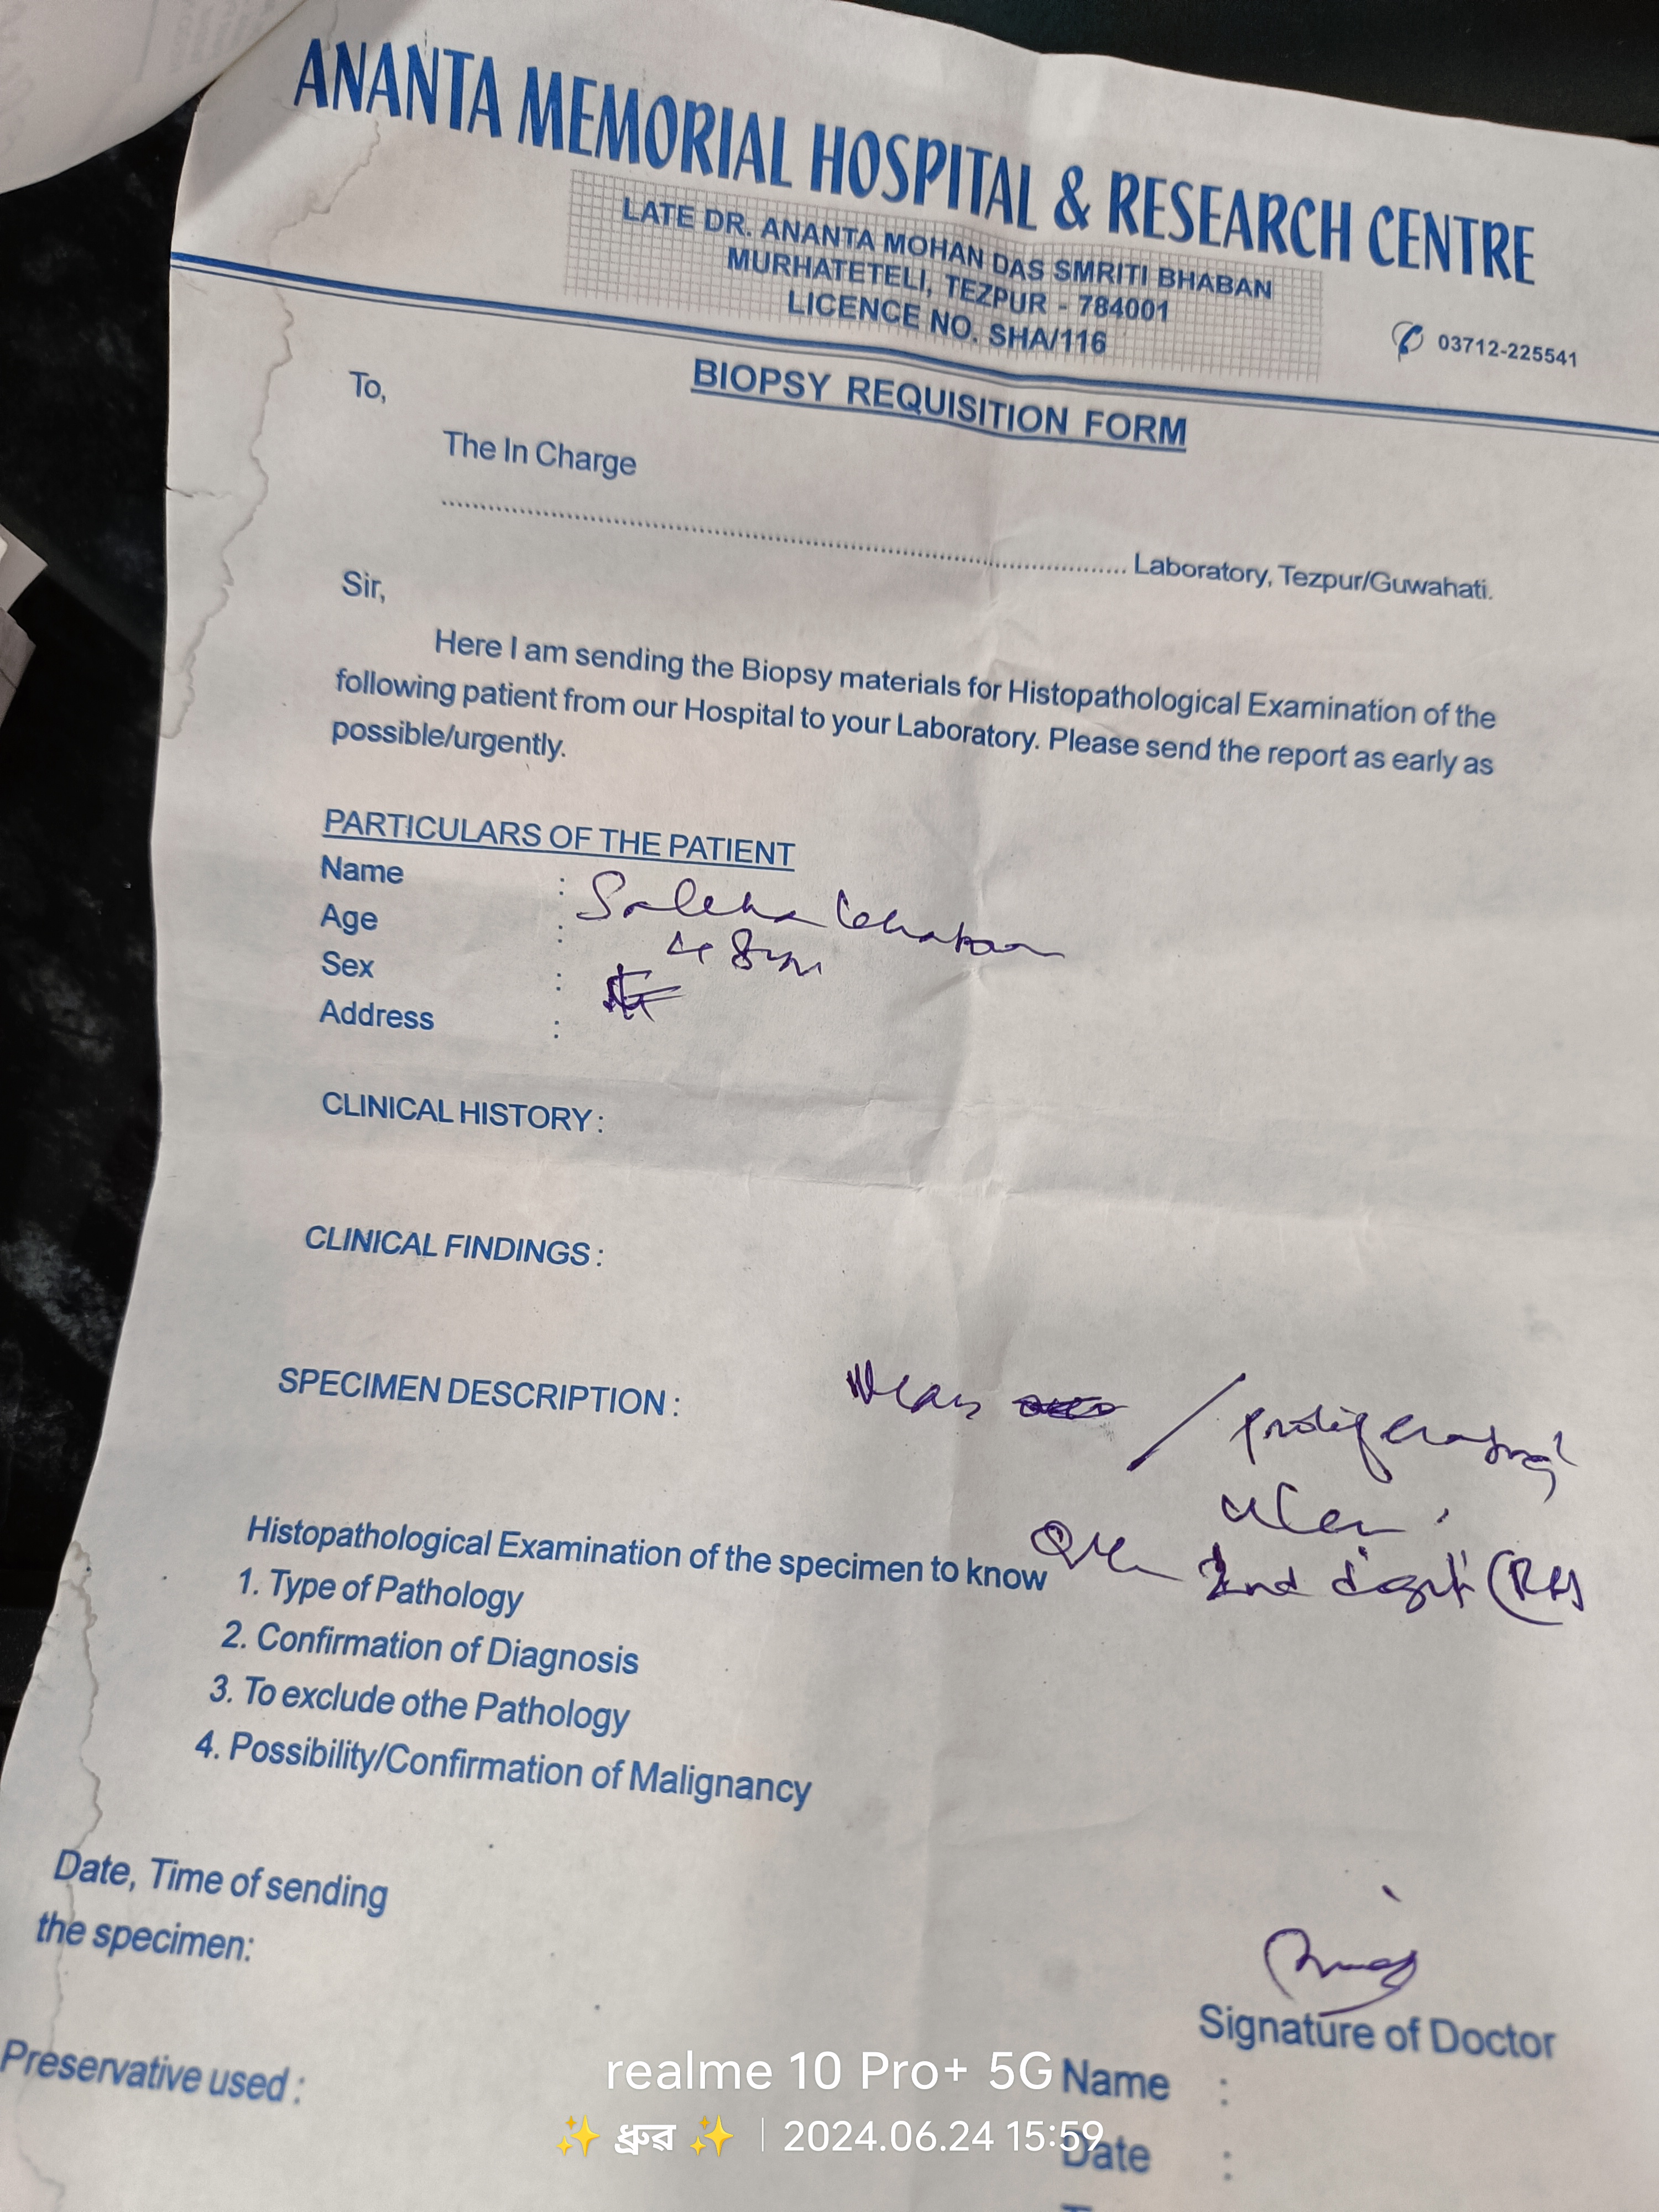 ANANTA MEMORIAL HOSPITAL & RESEARCH CENTRE
LATE DR. ANANTA MOHAN DAS SMRITI BHABAN
MURHATETELI, TEZPUR - 784001
LICENCE NO. SHA/116
03712-225541
BIOPSY REQUISITION FORM
To,
The In Charge
.......................................................................................... Laboratory, Tezpur/Guwahati.
Sir,
Here I am sending the Biopsy materials for Histopathological Examination of the
following patient from our Hospital to your Laboratory. Please send the report as early as
possible/urgently.
PARTICULARS OF THE PATIENT
Name : Saleha
Age : 48
Sex : F
Address :
CLINICAL HISTORY :
CLINICAL FINDINGS :
SPECIMEN DESCRIPTION : / proliferating
ulcer
2nd digit (RH
Histopathological Examination of the specimen to know
1. Type of Pathology
2. Confirmation of Diagnosis
3. To exclude othe Pathology
4. Possibility/Confirmation of Malignancy
Date, Time of sending
the specimen:
Signature of Doctor
Preservative used :
Name :
Date :
realme 10 Pro+ 5G
✨ ধ্ৰুৱ ✨ | 2024.06.24 15:59